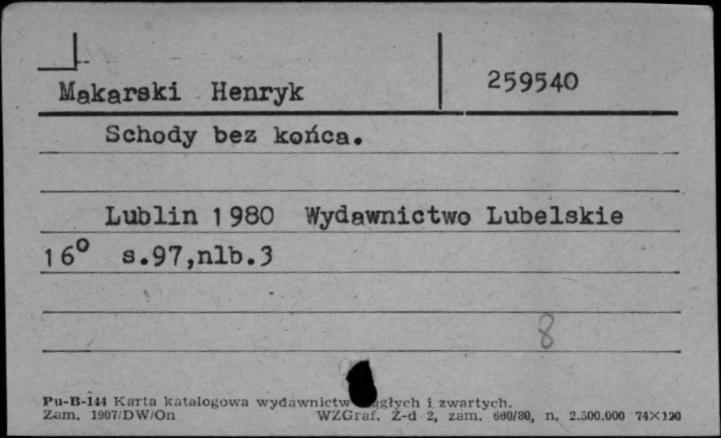 Makarski Henryk 259540
Schody bez końca.
Lublin 1980 Wydawnictwo Lubelskie
16° s.97,nlb.3
8
Pu-B-144 Karta katalogowa wydawnictw i zwartych.
Zam. 1907/DW/On WZGraf. Z-d 2, zam. 660/80, n. 2.500.000 74×120